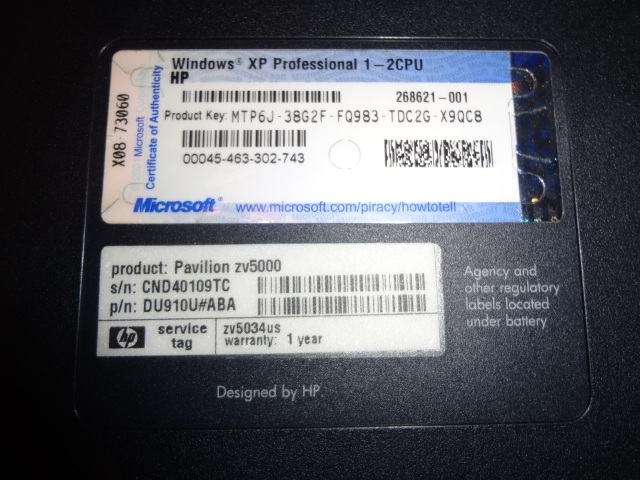 Windows® XP Professional 1-2CPU
HP
268621-001
Product Key: MTP6J-38G2F-FQ983-TDC2G-X9QC8
00045-463-302-743
X08-73060
Microsoft
Certificate of Authenticity
Microsoft®
www.microsoft.com/piracy/howtotell
product: Pavilion zv5000
s/n: CND40109TC
p/n: DU910U#ABA
hp
service
tag
zv5034us
warranty: 1 year
Agency and
other regulatory
labels located
under battery
Designed by HP.